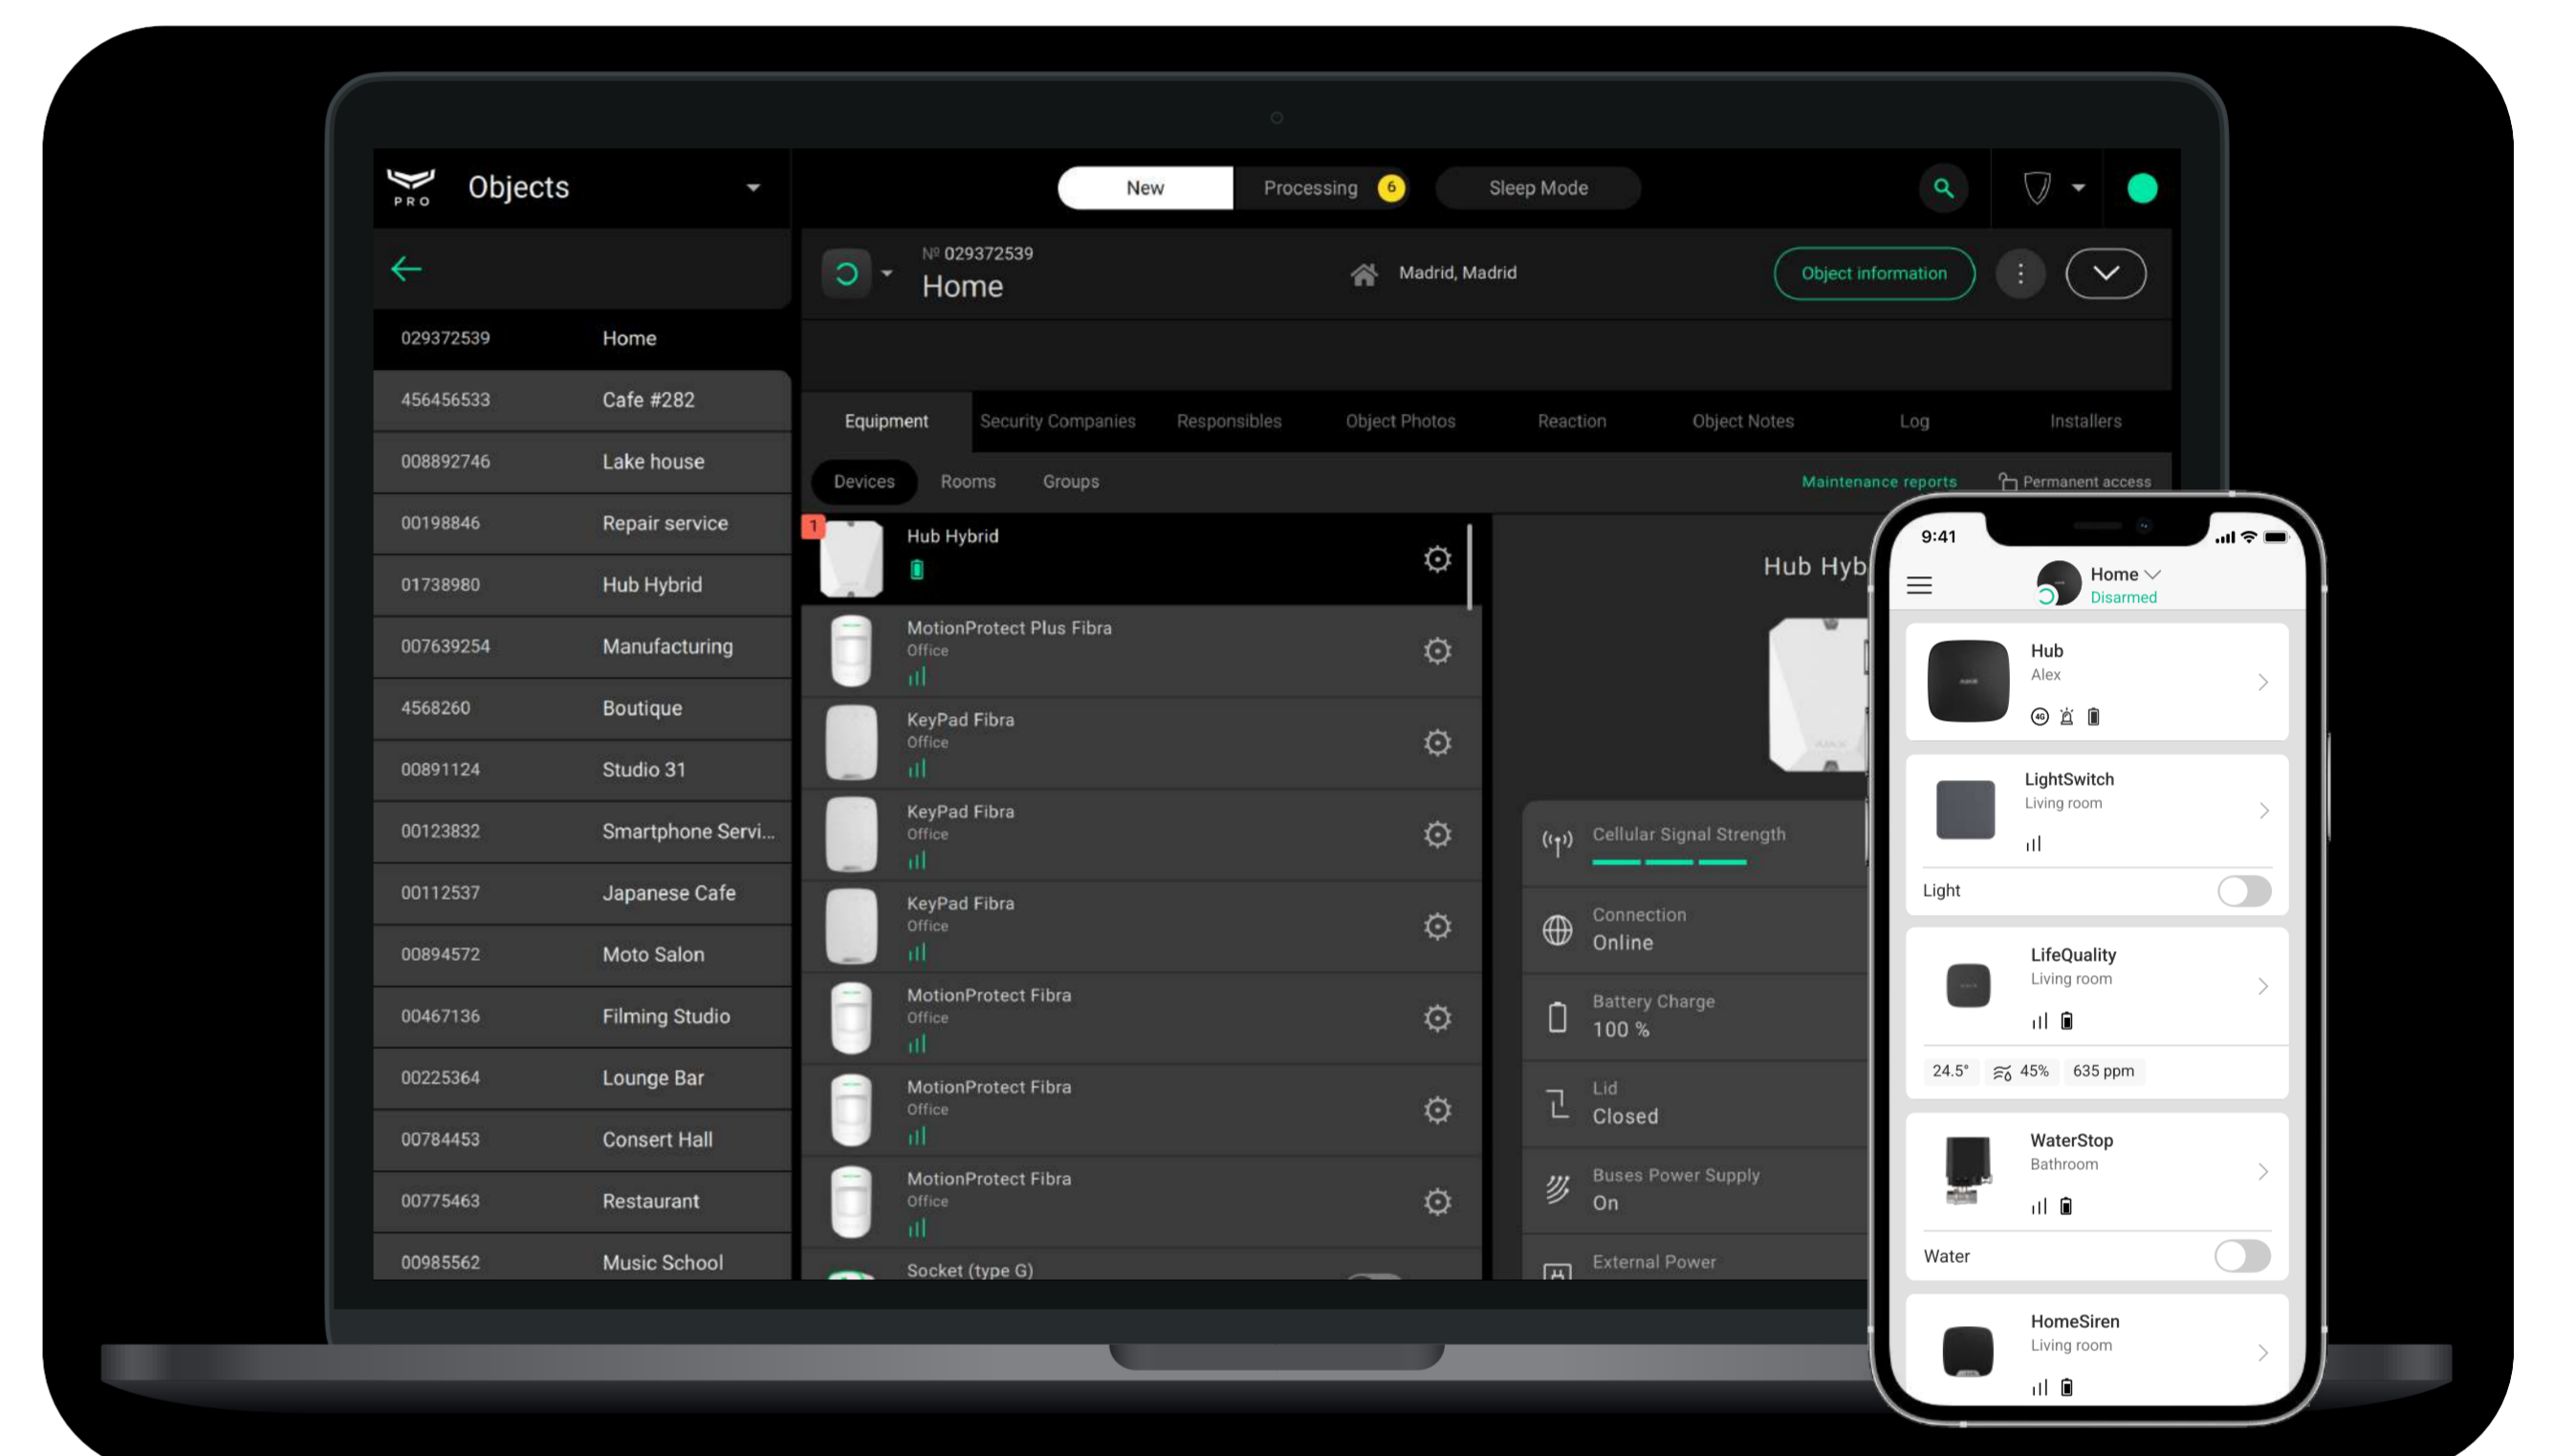 PRO
Objects
New
Processing 6
Sleep Mode
Nº 029372539
Home
Madrid, Madrid
Object information
029372539 Home
456456533 Cafe #282
008892746 Lake house
00198846 Repair service
01738980 Hub Hybrid
007639254 Manufacturing
4568260 Boutique
00891124 Studio 31
00123832 Smartphone Servi...
00112537 Japanese Cafe
00894572 Moto Salon
00467136 Filming Studio
00225364 Lounge Bar
00784453 Consert Hall
00775463 Restaurant
00985562 Music School
Equipment Security Companies Responsibles Object Photos Reaction Object Notes Log Installers
Devices Rooms Groups
Maintenance reports Permanent access
1
Hub Hybrid
MotionProtect Plus Fibra
Office
KeyPad Fibra
Office
KeyPad Fibra
Office
KeyPad Fibra
Office
MotionProtect Fibra
Office
MotionProtect Fibra
Office
MotionProtect Fibra
Office
Socket (type G)
Hub Hyb
AJAX
Cellular Signal Strength
Connection
Online
Battery Charge
100 %
Lid
Closed
Buses Power Supply
On
External Power
9:41
Home
Disarmed
AJAX
Hub
Alex
4G
LightSwitch
Living room
Light
LifeQuality
Living room
24.5° 45% 635 ppm
WaterStop
Bathroom
Water
HomeSiren
Living room